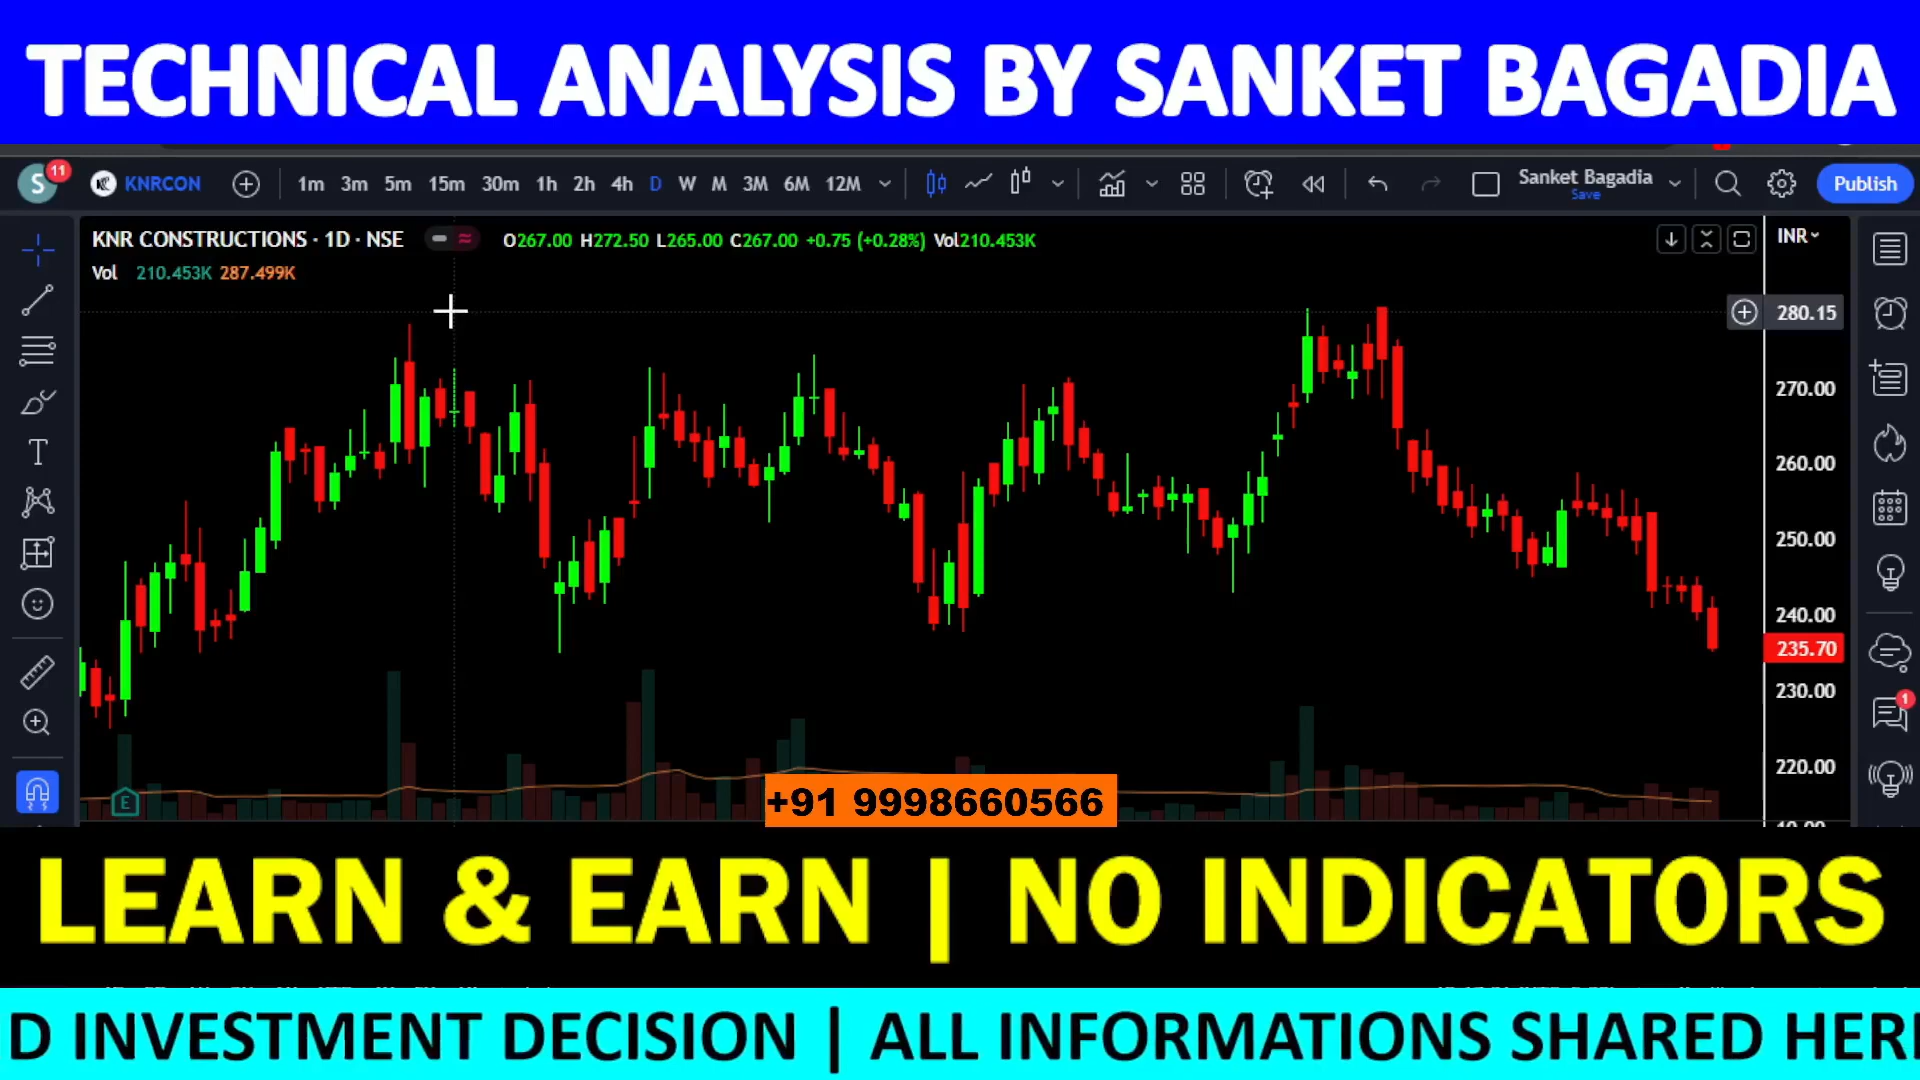 TECHNICAL ANALYSIS BY SANKET BAGADIA
S 11 KNRCON 1m 3m 5m 15m 30m 1h 2h 4h D W M 3M 6M 12M Sanket Bagadia Save Publish
KNR CONSTRUCTIONS · 1D · NSE O267.00 H272.50 L265.00 C267.00 +0.75 (+0.28%) Vol210.453K INR
Vol 210.453K 287.499K
280.15
270.00
260.00
250.00
240.00
235.70
230.00
1
220.00
E
+91 9998660566
LEARN & EARN | NO INDICATORS
D INVESTMENT DECISION | ALL INFORMATIONS SHARED HER